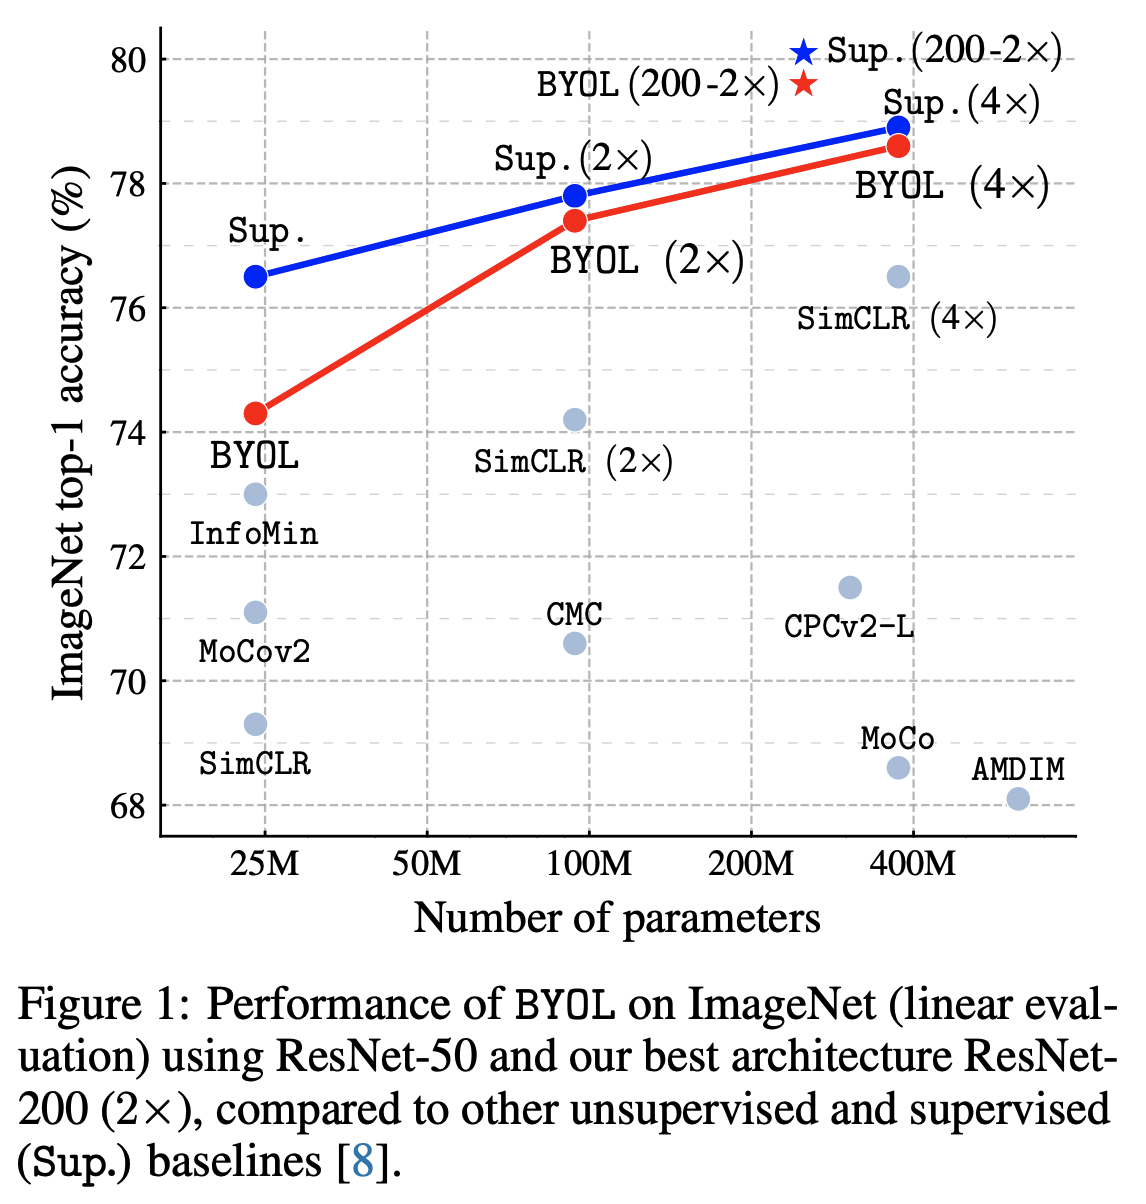 80
78
76
74
72
70
68
ImageNet top-1 accuracy (%)
Sup. (200-2×)
BYOL (200-2×)
Sup. (4×)
Sup. (2×)
BYOL (4×)
Sup.
BYOL (2×)
SimCLR (4×)
BYOL
SimCLR (2×)
InfoMin
CMC
CPCv2-L
MoCov2
MoCo
SimCLR
AMDIM
25M 50M 100M 200M 400M
Number of parameters
Figure 1: Performance of BYOL on ImageNet (linear eval-
uation) using ResNet-50 and our best architecture ResNet-
200 (2×), compared to other unsupervised and supervised
(Sup.) baselines [8].